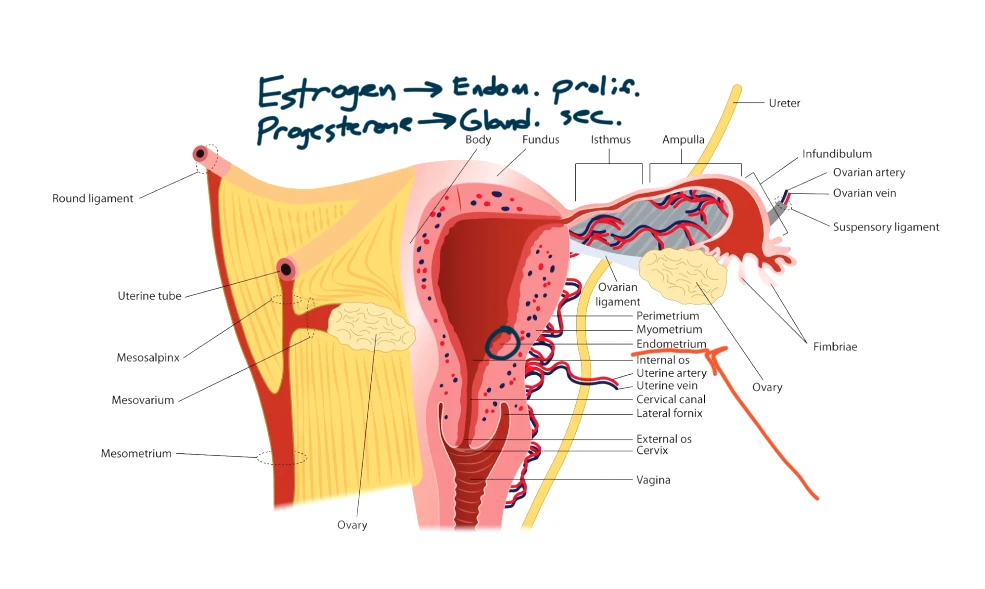 Estrogen → Endom. prolif.
Progesterone → Gland. sec.
Body
Fundus
Isthmus
Ampulla
Ureter
Infundibulum
Ovarian artery
Ovarian vein
Suspensory ligament
Round ligament
Uterine tube
Mesosalpinx
Mesovarium
Mesometrium
Ovary
Ovarian
ligament
Perimetrium
Myometrium
Endometrium
Internal os
Uterine artery
Uterine vein
Cervical canal
Lateral fornix
External os
Cervix
Vagina
Fimbriae
Ovary